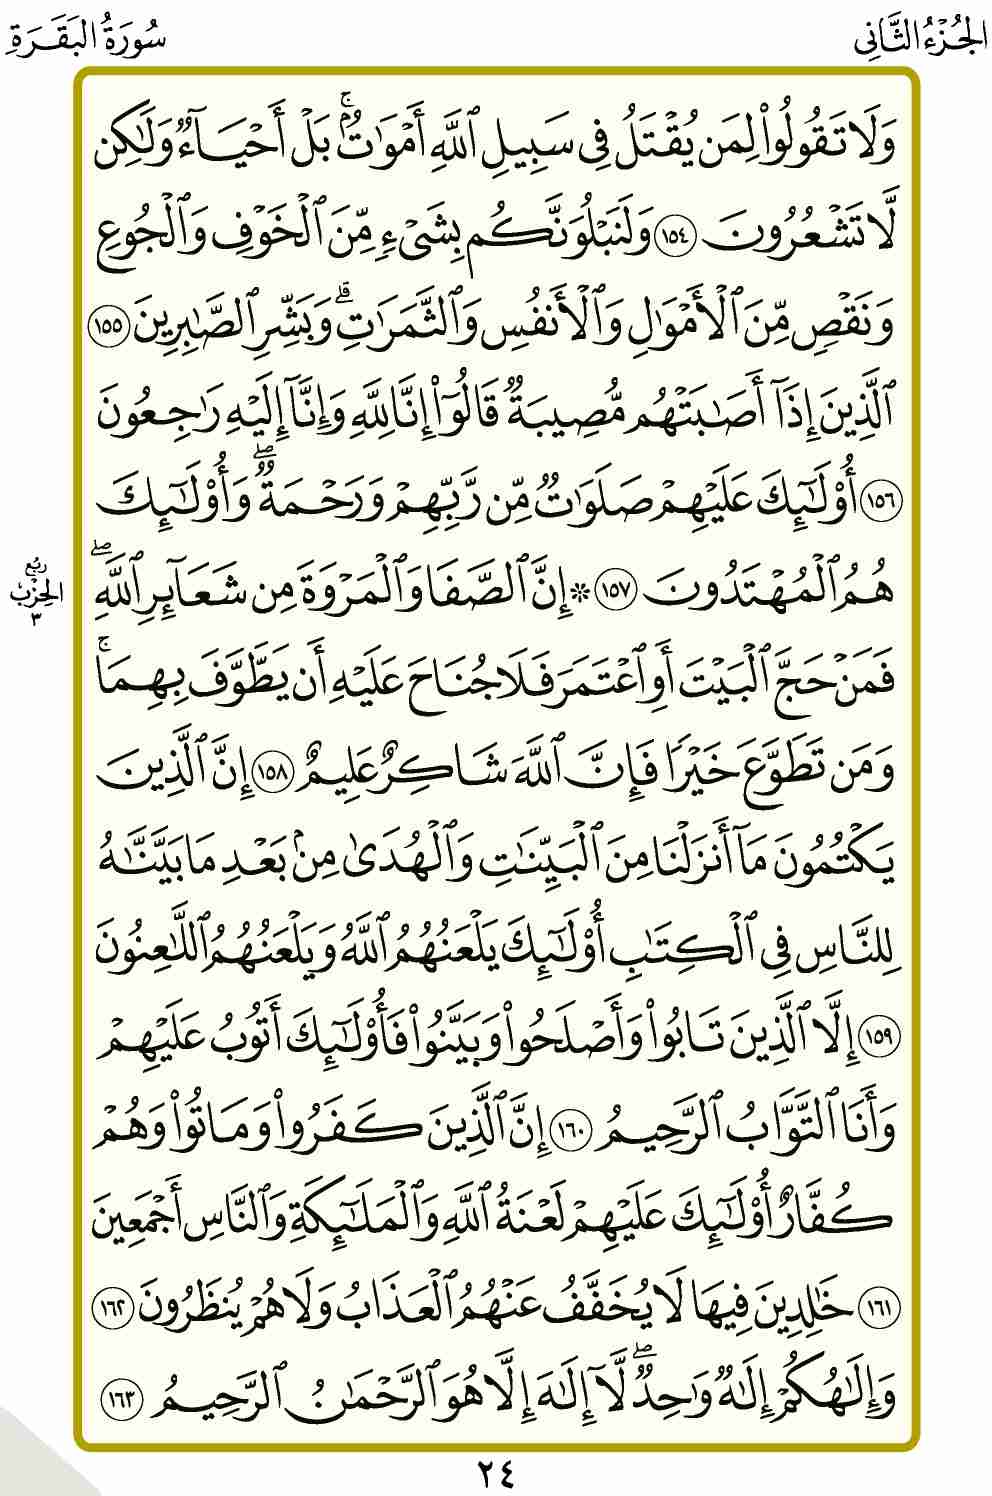 الجُزْءُ الثَّانِي
سُورَةُ البَقَرَةِ
وَلَا تَقُولُوا۟ لِمَن يُقْتَلُ فِى سَبِيلِ ٱللَّهِ أَمْوَٰتٌۢ ۚ بَلْ أَحْيَآءٌ وَلَٰكِن
لَّا تَشْعُرُونَ ١٥٤ وَلَنَبْلُوَنَّكُم بِشَىْءٍ مِّنَ ٱلْخَوْفِ وَٱلْجُوعِ
وَنَقْصٍ مِّنَ ٱلْأَمْوَٰلِ وَٱلْأَنفُسِ وَٱلثَّمَرَٰتِ ۗ وَبَشِّرِ ٱلصَّٰبِرِينَ ١٥٥
ٱلَّذِينَ إِذَآ أَصَٰبَتْهُم مُّصِيبَةٌ قَالُوٓا۟ إِنَّا لِلَّهِ وَإِنَّآ إِلَيْهِ رَٰجِعُونَ
١٥٦ أُو۟لَٰٓئِكَ عَلَيْهِمْ صَلَوَٰتٌ مِّن رَّبِّهِمْ وَرَحْمَةٌ ۖ وَأُو۟لَٰٓئِكَ
هُمُ ٱلْمُهْتَدُونَ ١٥٧ ۞ إِنَّ ٱلصَّفَا وَٱلْمَرْوَةَ مِن شَعَآئِرِ ٱللَّهِ ۖ
رُبْعُ
الحِزْب
٣
فَمَنْ حَجَّ ٱلْبَيْتَ أَوِ ٱعْتَمَرَ فَلَا جُنَاحَ عَلَيْهِ أَن يَطَّوَّفَ بِهِمَا ۚ
وَمَن تَطَوَّعَ خَيْرًا فَإِنَّ ٱللَّهَ شَاكِرٌ عَلِيمٌ ١٥٨ إِنَّ ٱلَّذِينَ
يَكْتُمُونَ مَآ أَنزَلْنَا مِنَ ٱلْبَيِّنَٰتِ وَٱلْهُدَىٰ مِنۢ بَعْدِ مَا بَيَّنَّٰهُ
لِلنَّاسِ فِى ٱلْكِتَٰبِ أُو۟لَٰٓئِكَ يَلْعَنُهُمُ ٱللَّهُ وَيَلْعَنُهُمُ ٱللَّٰعِنُونَ
١٥٩ إِلَّا ٱلَّذِينَ تَابُوا۟ وَأَصْلَحُوا۟ وَبَيَّنُوا۟ فَأُو۟لَٰٓئِكَ أَتُوبُ عَلَيْهِمْ
وَأَنَا ٱلتَّوَّابُ ٱلرَّحِيمُ ١٦٠ إِنَّ ٱلَّذِينَ كَفَرُوا۟ وَمَاتُوا۟ وَهُمْ
كُفَّارٌ أُو۟لَٰٓئِكَ عَلَيْهِمْ لَعْنَةُ ٱللَّهِ وَٱلْمَلَٰٓئِكَةِ وَٱلنَّاسِ أَجْمَعِينَ
١٦١ خَٰلِدِينَ فِيهَا لَا يُخَفَّفُ عَنْهُمُ ٱلْعَذَابُ وَلَا هُمْ يُنظَرُونَ ١٦٢
وَإِلَٰهُكُمْ إِلَٰهٌ وَٰحِدٌ ۖ لَّآ إِلَٰهَ إِلَّا هُوَ ٱلرَّحْمَٰنُ ٱلرَّحِيمُ ١٦٣
٢٤